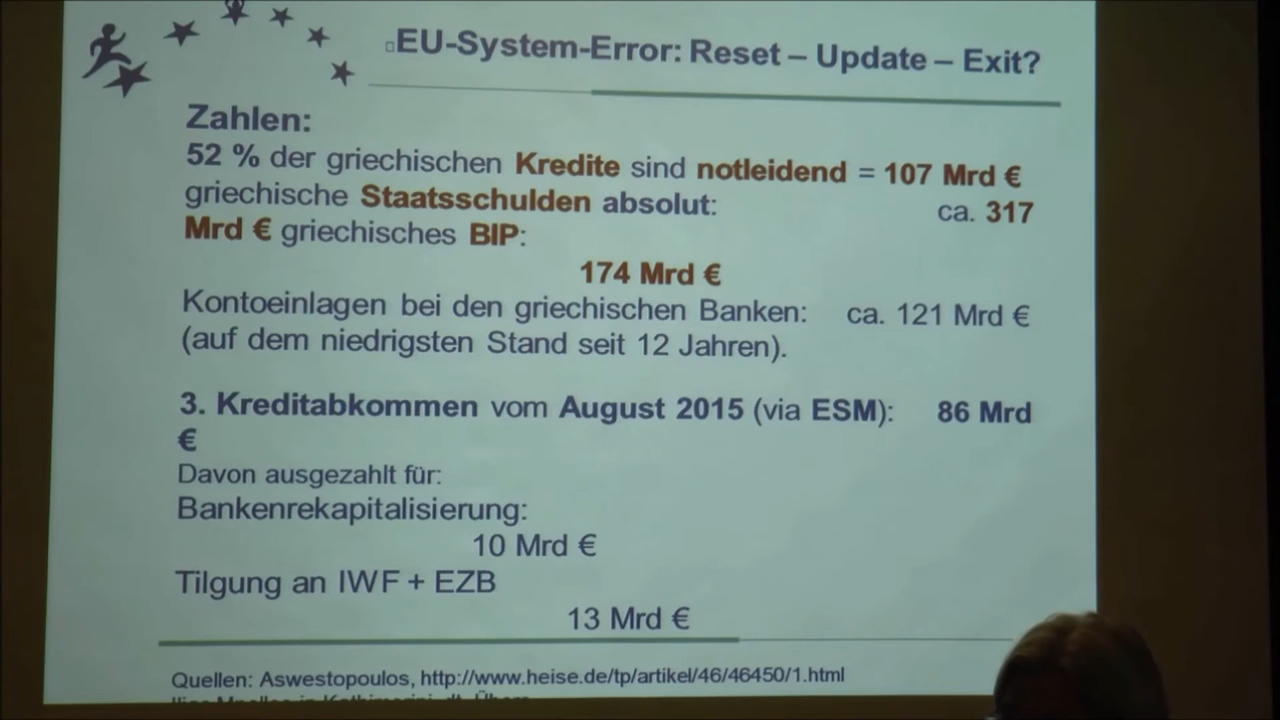 EU-System-Error: Reset – Update – Exit?
Zahlen:
52 % der griechischen Kredite sind notleidend = 107 Mrd €
griechische Staatsschulden absolut: ca. 317
Mrd € griechisches BIP:
174 Mrd €
Kontoeinlagen bei den griechischen Banken: ca. 121 Mrd €
(auf dem niedrigsten Stand seit 12 Jahren).
3. Kreditabkommen vom August 2015 (via ESM): 86 Mrd
€
Davon ausgezahlt für:
Bankenrekapitalisierung:
10 Mrd €
Tilgung an IWF + EZB
13 Mrd €
Quellen: Aswestopoulos, http://www.heise.de/tp/artikel/46/46450/1.html